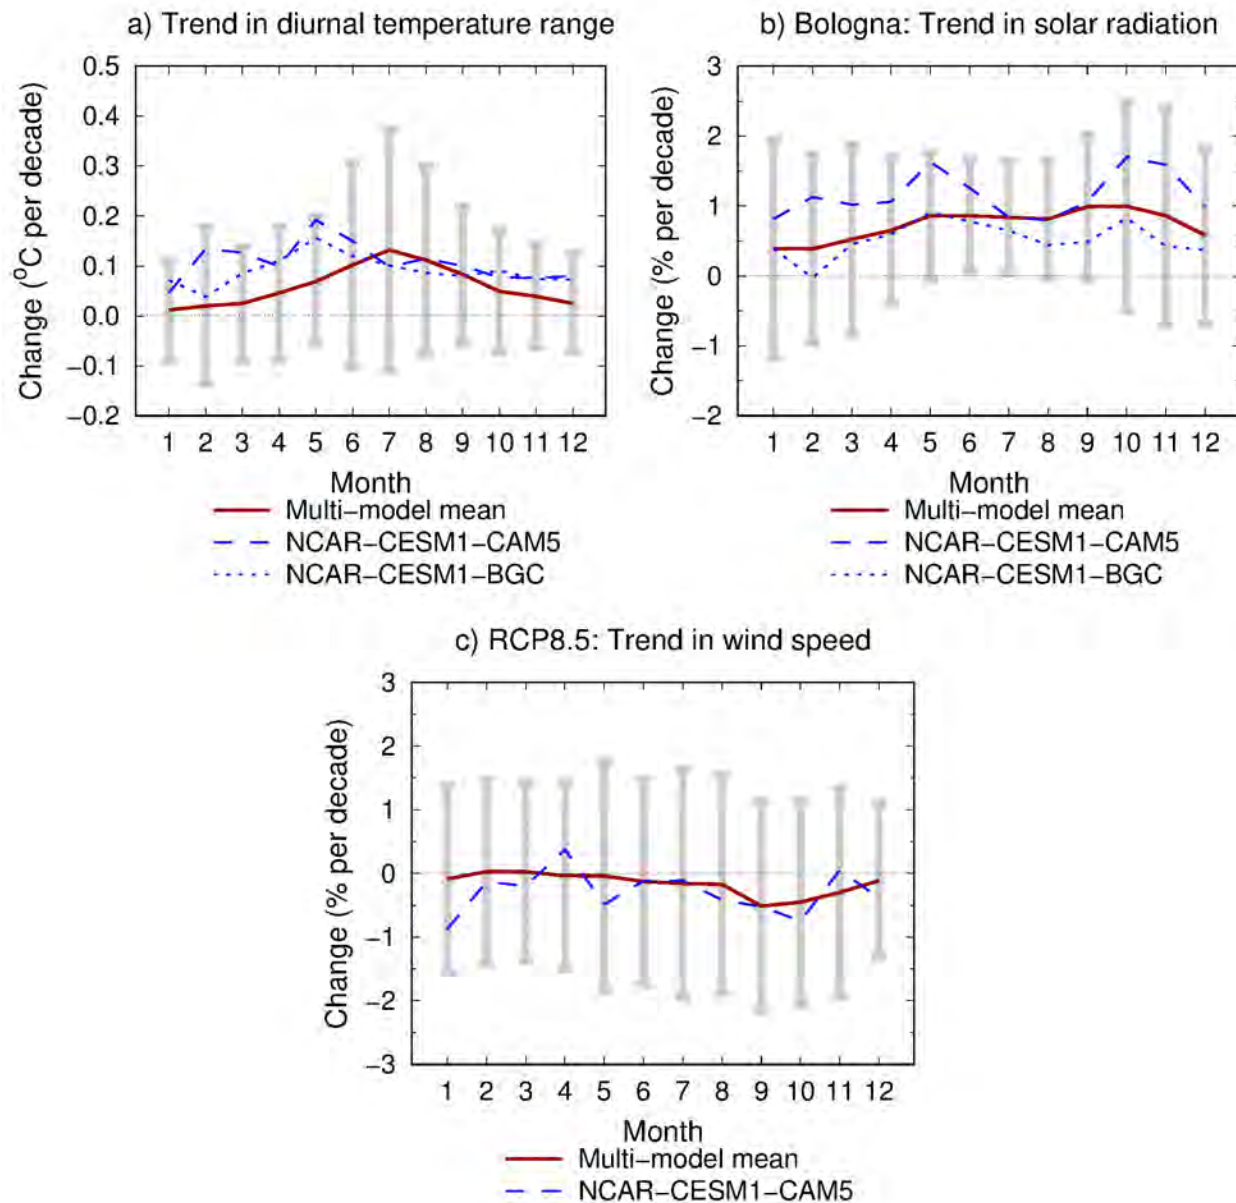 a) Trend in diurnal temperature range
Change (°C per decade)
0.5
0.4
0.3
0.2
0.1
0.0
−0.1
−0.2
1 2 3 4 5 6 7 8 9 10 11 12
Month
Multi−model mean
NCAR−CESM1−CAM5
NCAR−CESM1−BGC
b) Bologna: Trend in solar radiation
Change (% per decade)
3
2
1
0
−1
−2
1 2 3 4 5 6 7 8 9 10 11 12
Month
Multi−model mean
NCAR−CESM1−CAM5
NCAR−CESM1−BGC
c) RCP8.5: Trend in wind speed
Change (% per decade)
3
2
1
0
−1
−2
−3
1 2 3 4 5 6 7 8 9 10 11 12
Month
Multi−model mean
NCAR−CESM1−CAM5